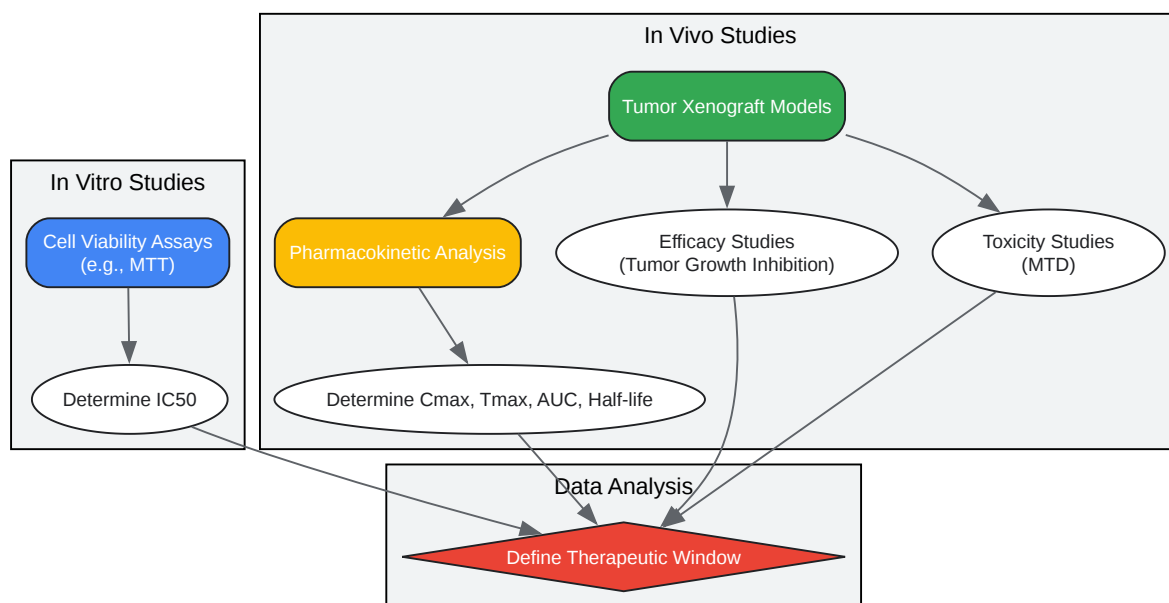 In Vivo Studies
Tumor Xenograft Models
In Vitro Studies
Cell Viability Assays
(e.g., MTT)
Pharmacokinetic Analysis
Efficacy Studies
(Tumor Growth Inhibition)
Toxicity Studies
(MTD)
Determine IC50
Determine Cmax, Tmax, AUC, Half-life
Data Analysis
Define Therapeutic Window